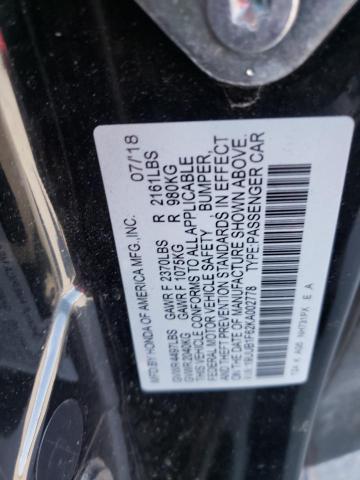 MFD BY HONDA OF AMERICA MFG., INC. 07/'18
GVWR 4497LBS GAWR F 2370LBS R 2161LBS
GVWR 2040KG GAWR F 1075KG R 980KG
THIS VEHICLE CONFORMS TO ALL APPLICABLE
FEDERAL MOTOR VEHICLE SAFETY, BUMPER,
AND THEFT PREVENTION STANDARDS IN EFFECT
ON THE DATE OF MANUFACTURE SHOWN ABOVE.
19UUB1F62KA002778 TYPE:PASSENGER CAR
NH731PX E A